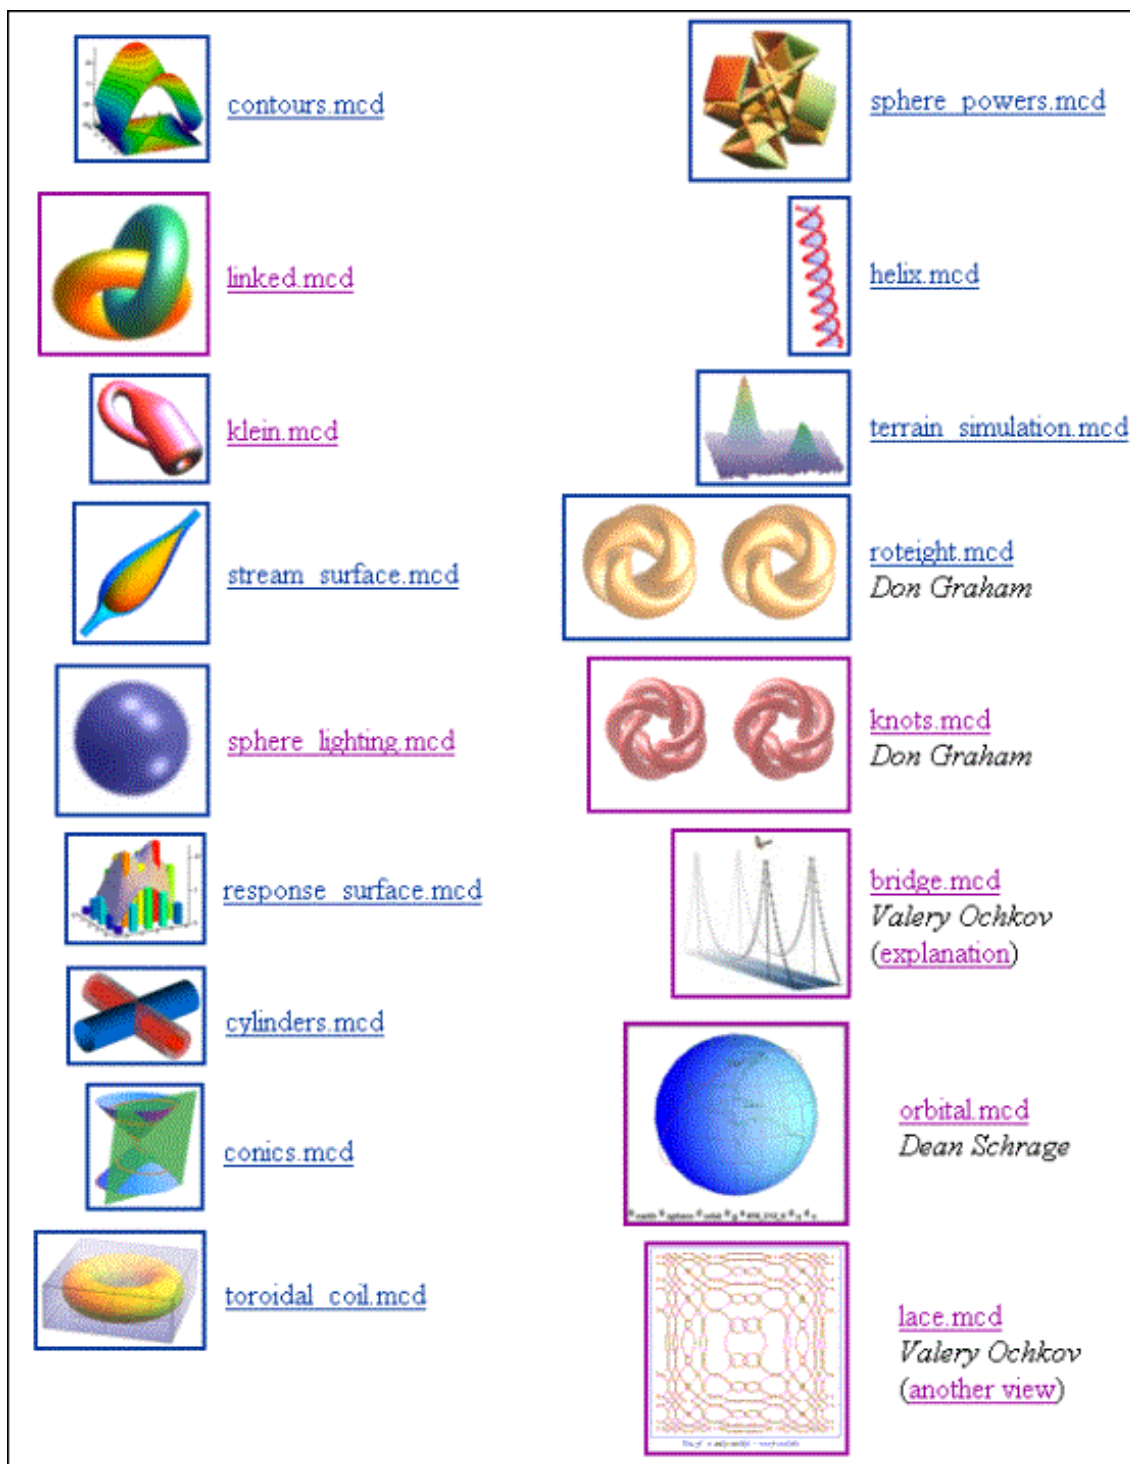 contours.mcd
linked.mcd
klein.mcd
stream_surface.mcd
sphere_lighting.mcd
response_surface.mcd
cylinders.mcd
conics.mcd
toroidal_coil.mcd
sphere_powers.mcd
helix.mcd
terrain_simulation.mcd
roteight.mcd
Don Graham
knots.mcd
Don Graham
bridge.mcd
Valery Ochkov
(explanation)
orbital.mcd
Dean Schrage
lace.mcd
Valery Ochkov
(another view)